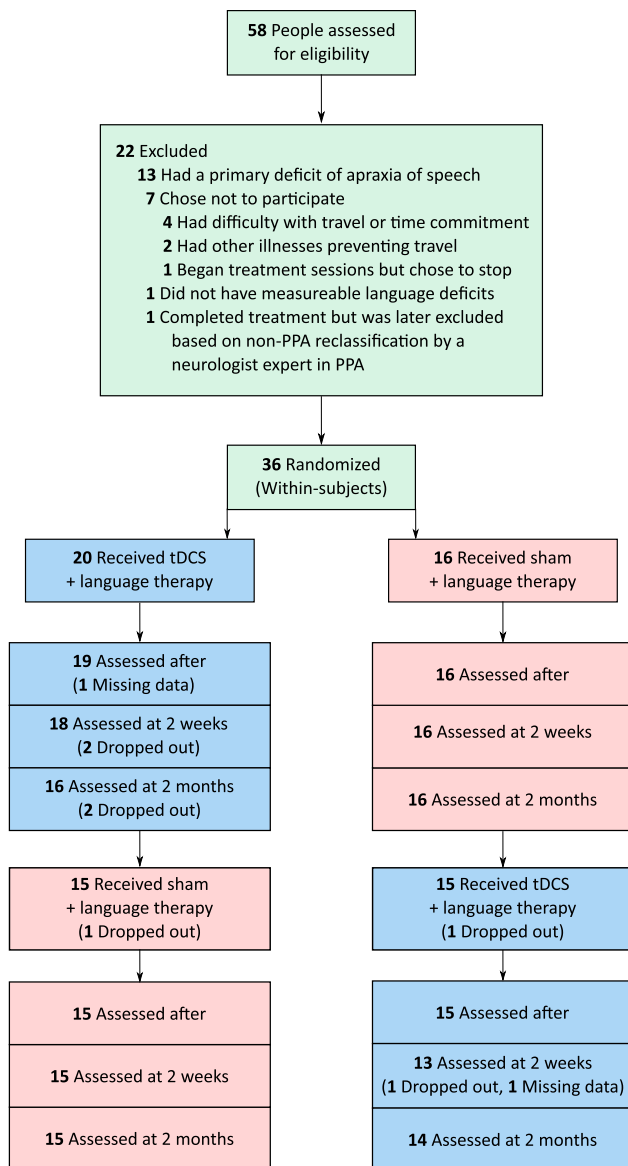 58 People assessed
for eligibility
22 Excluded
13 Had a primary deficit of apraxia of speech
7 Chose not to participate
4 Had difficulty with travel or time commitment
2 Had other illnesses preventing travel
1 Began treatment sessions but chose to stop
1 Did not have measureable language deficits
1 Completed treatment but was later excluded
based on non-PPA reclassification by a
neurologist expert in PPA
36 Randomized
(Within-subjects)
20 Received tDCS
+ language therapy
19 Assessed after
(1 Missing data)
18 Assessed at 2 weeks
(2 Dropped out)
16 Assessed at 2 months
(2 Dropped out)
15 Received sham
+ language therapy
(1 Dropped out)
15 Assessed after
15 Assessed at 2 weeks
15 Assessed at 2 months
16 Received sham
+ language therapy
16 Assessed after
16 Assessed at 2 weeks
16 Assessed at 2 months
15 Received tDCS
+ language therapy
(1 Dropped out)
15 Assessed after
13 Assessed at 2 weeks
(1 Dropped out, 1 Missing data)
14 Assessed at 2 months